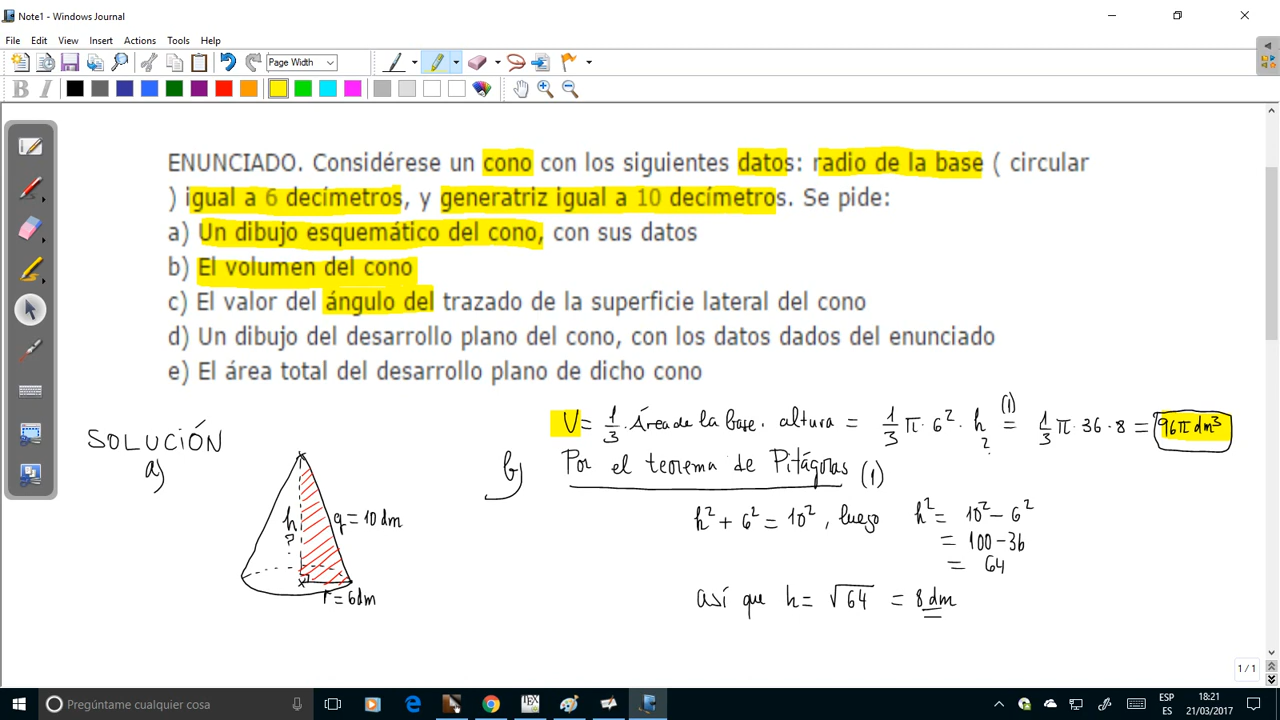 Note1 - Windows Journal
File Edit View Insert Actions Tools Help
Page Width
B I
ENUNCIADO. Considérese un cono con los siguientes datos: radio de la base ( circular
) igual a 6 decímetros, y generatriz igual a 10 decímetros. Se pide:
a) Un dibujo esquemático del cono, con sus datos
b) El volumen del cono
c) El valor del ángulo del trazado de la superficie lateral del cono
d) Un dibujo del desarrollo plano del cono, con los datos dados del enunciado
e) El área total del desarrollo plano de dicho cono
SOLUCIÓN
a)
h
?
g = 10 dm
r = 6 dm
V = 1/3 · Área de la base · altura = 1/3 π · 6² · h = (1) 1/3 π · 36 · 8 = 96π dm³
?
b) Por el teorema de Pitágoras (1)
h² + 6² = 10², luego h² = 10² - 6²
= 100 - 36
= 64
así que h = √64 = 8 dm
1 / 1
Pregúntame cualquier cosa
ESP
ES
18:21
21/03/2017